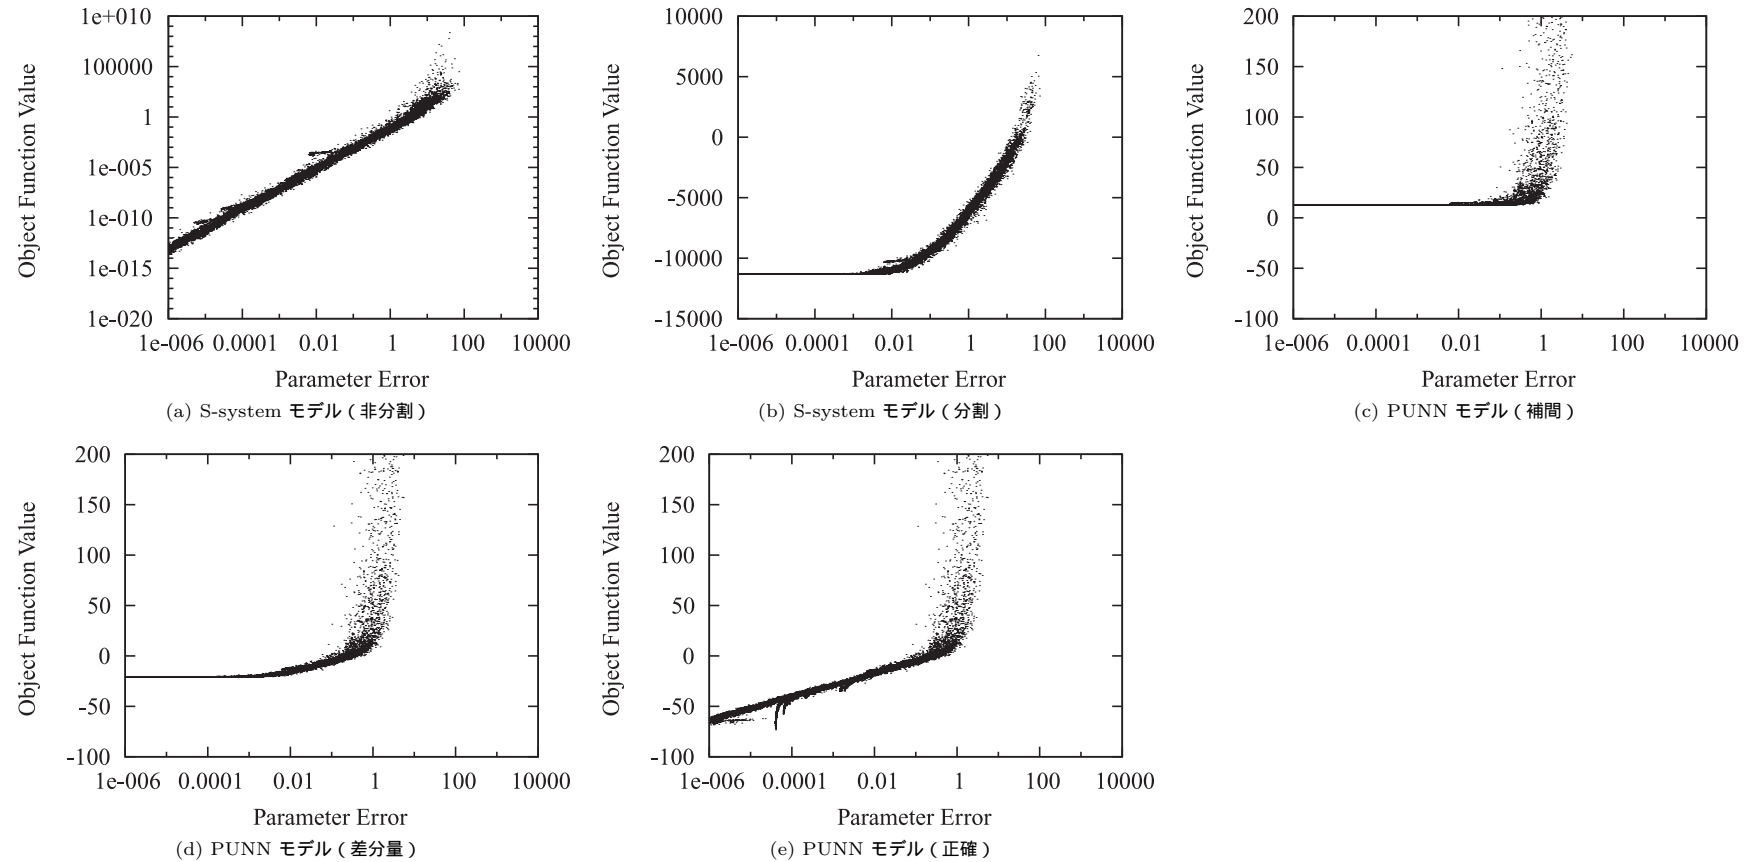 1e+010
100000
1
1e-005
1e-010
1e-015
1e-020
Object Function Value
1e-006 0.0001 0.01 1 100 10000
Parameter Error
(a) S-system モデル（非分割）
10000
5000
0
-5000
-10000
-15000
Object Function Value
1e-006 0.0001 0.01 1 100 10000
Parameter Error
(b) S-system モデル（分割）
200
150
100
50
0
-50
-100
Object Function Value
1e-006 0.0001 0.01 1 100 10000
Parameter Error
(c) PUNN モデル（補間）
200
150
100
50
0
-50
-100
Object Function Value
1e-006 0.0001 0.01 1 100 10000
Parameter Error
(d) PUNN モデル（差分量）
200
150
100
50
0
-50
-100
Object Function Value
1e-006 0.0001 0.01 1 100 10000
Parameter Error
(e) PUNN モデル（正確）